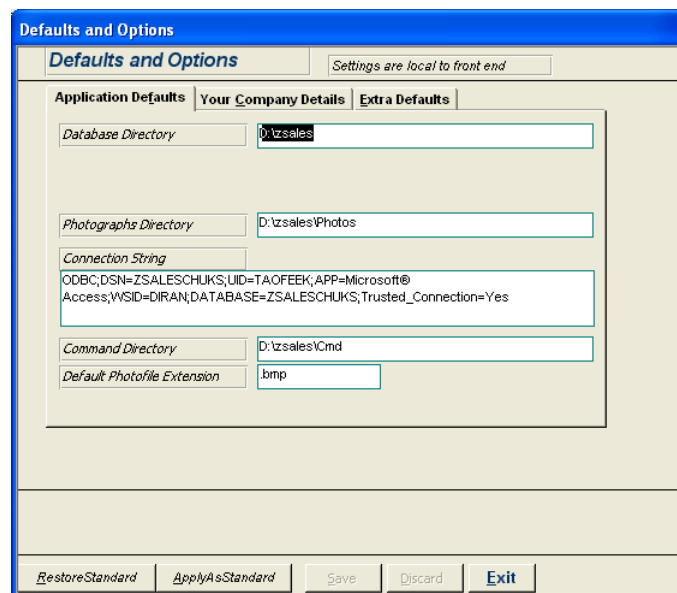 Defaults and Options
Defaults and Options
Settings are local to front end
Application Defaults
Your Company Details
Extra Defaults
Database Directory
D:\zsales
Photographs Directory
D:\zsales\Photos
Connection String
ODBC;DSN=ZSALESCHUKS;UID=TAOFEEK;APP=Microsoft®
Access;WSID=DIRAN;DATABASE=ZSALESCHUKS;Trusted_Connection=Yes
Command Directory
D:\zsales\Cmd
Default Photofile Extension
.bmp
RestoreStandard
ApplyAsStandard
Save
Discard
Exit